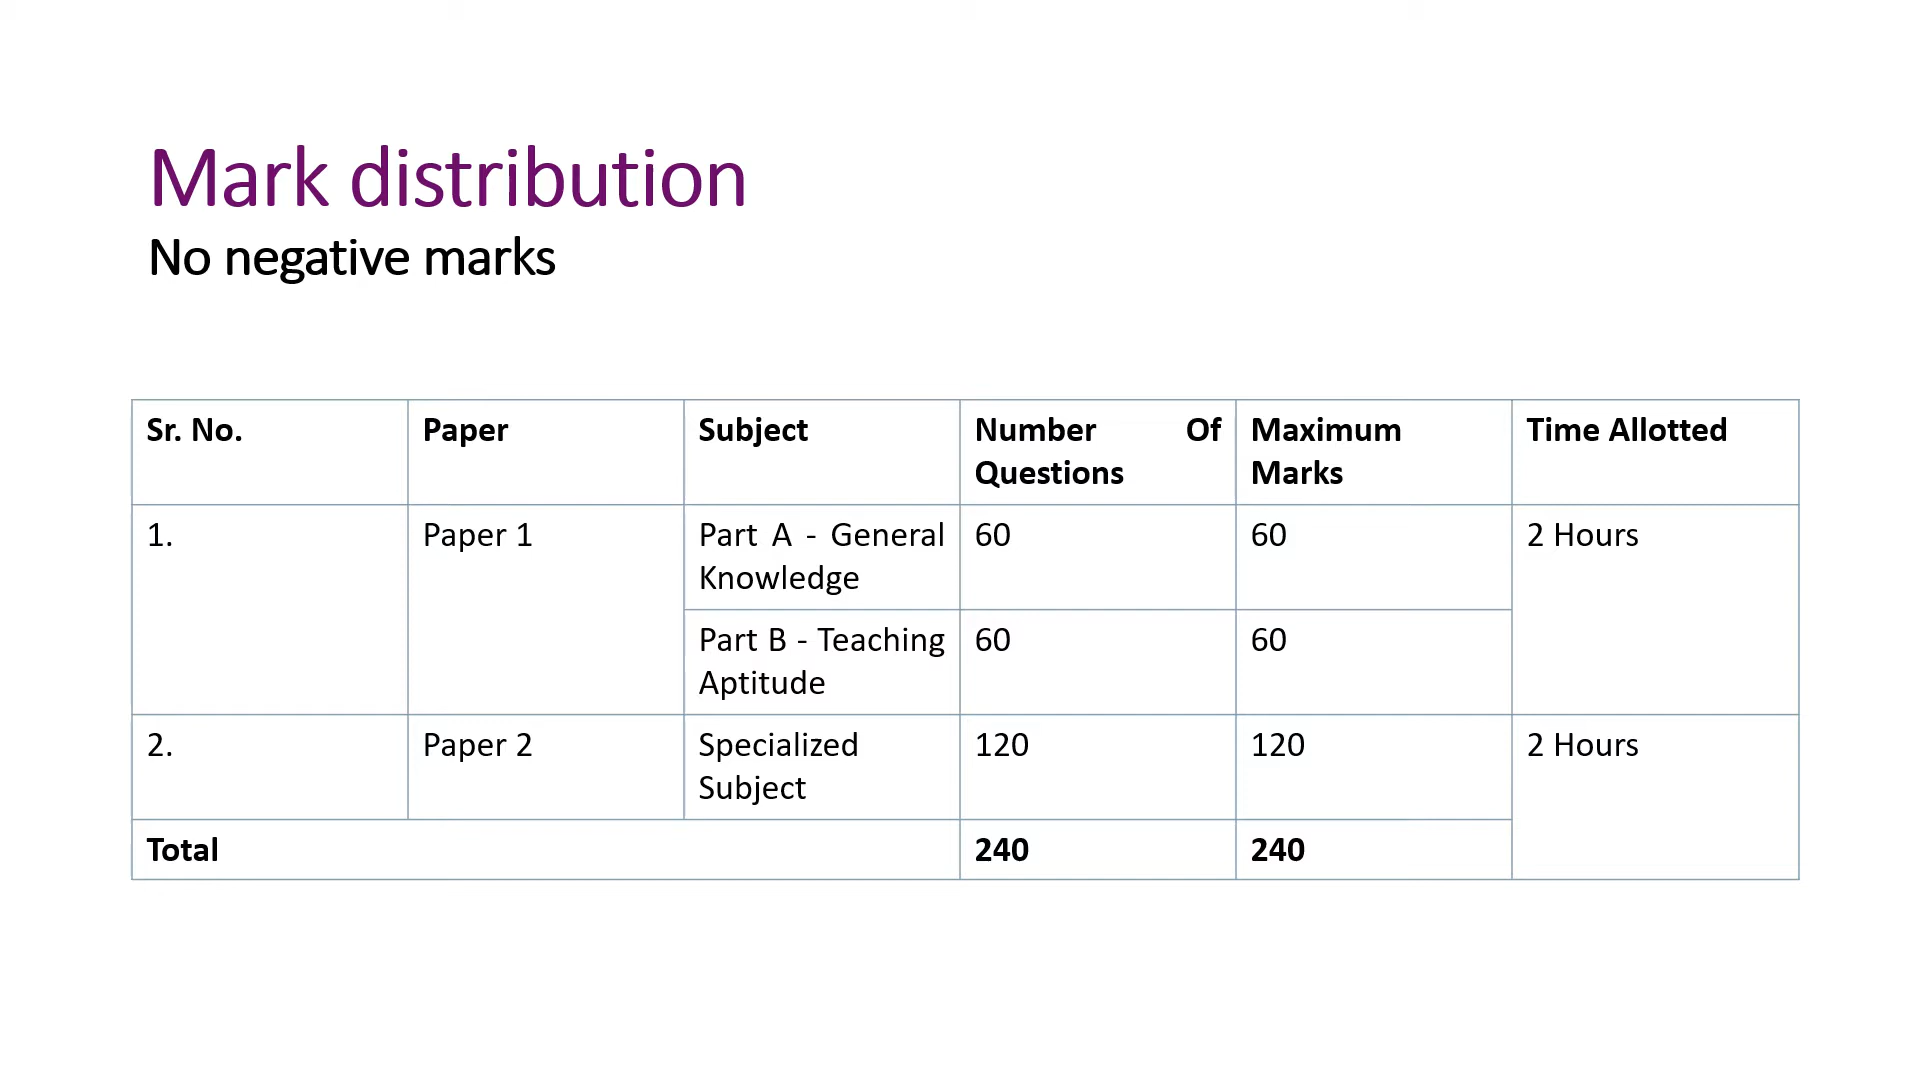 Mark distribution
No negative marks
Sr. No. Paper Subject Number Of Questions Maximum Marks Time Allotted
1. Paper 1 Part A - General Knowledge 60 60 2 Hours
Part B - Teaching Aptitude 60 60
2. Paper 2 Specialized Subject 120 120 2 Hours
Total 240 240